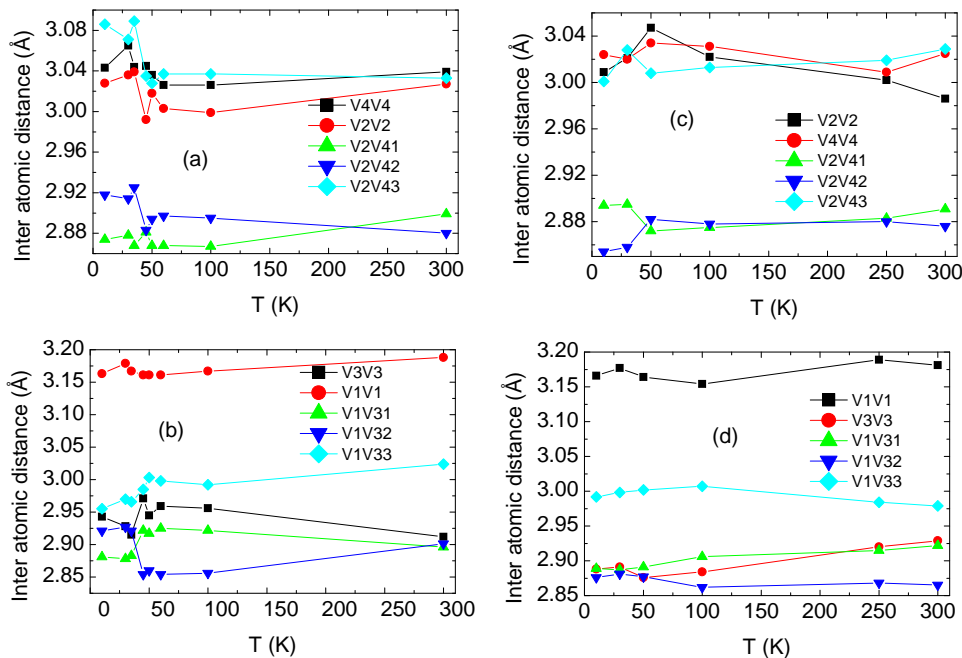 3.08
3.04
3.00
2.96
2.92
2.88
Inter atomic distance (Å)
V4V4
V2V2
V2V41
V2V42
V2V43
(a)
0 50 100 150 200 250 300
T (K)
3.04
3.00
2.96
2.92
2.88
Inter atomic distance (Å)
V2V2
V4V4
V2V41
V2V42
V2V43
(c)
0 50 100 150 200 250 300
T (K)
3.20
3.15
3.10
3.05
3.00
2.95
2.90
2.85
Inter atomic distance (Å)
V3V3
V1V1
V1V31
V1V32
V1V33
(b)
0 50 100 150 200 250 300
T (K)
3.20
3.15
3.10
3.05
3.00
2.95
2.90
2.85
Inter atomic distance (Å)
V1V1
V3V3
V1V31
V1V32
V1V33
(d)
0 50 100 150 200 250 300
T (K)